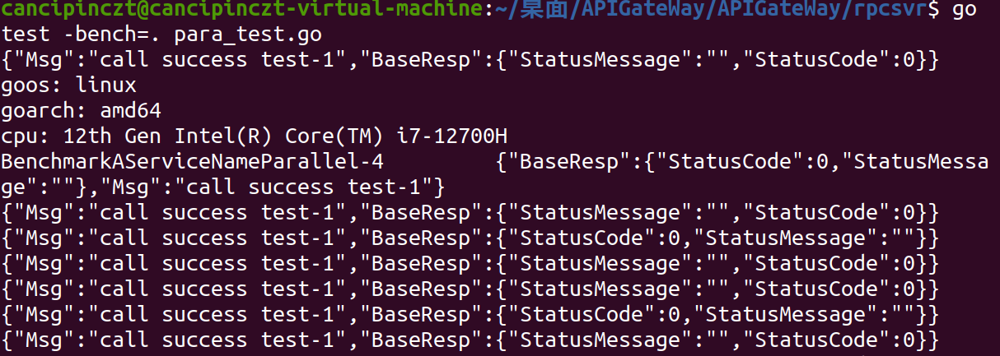 cancipinczt@cancipinczt-virtual-machine:~/桌面/APIGateWay/APIGateWay/rpcsvr$ go
test -bench=. para_test.go
{"Msg":"call success test-1","BaseResp":{"StatusMessage":"","StatusCode":0}}
goos: linux
goarch: amd64
cpu: 12th Gen Intel(R) Core(TM) i7-12700H
BenchmarkAServiceNameParallel-4         {"BaseResp":{"StatusCode":0,"StatusMessa
ge":""},"Msg":"call success test-1"}
{"Msg":"call success test-1","BaseResp":{"StatusMessage":"","StatusCode":0}}
{"Msg":"call success test-1","BaseResp":{"StatusCode":0,"StatusMessage":""}}
{"Msg":"call success test-1","BaseResp":{"StatusMessage":"","StatusCode":0}}
{"Msg":"call success test-1","BaseResp":{"StatusMessage":"","StatusCode":0}}
{"Msg":"call success test-1","BaseResp":{"StatusCode":0,"StatusMessage":""}}
{"Msg":"call success test-1","BaseResp":{"StatusMessage":"","StatusCode":0}}